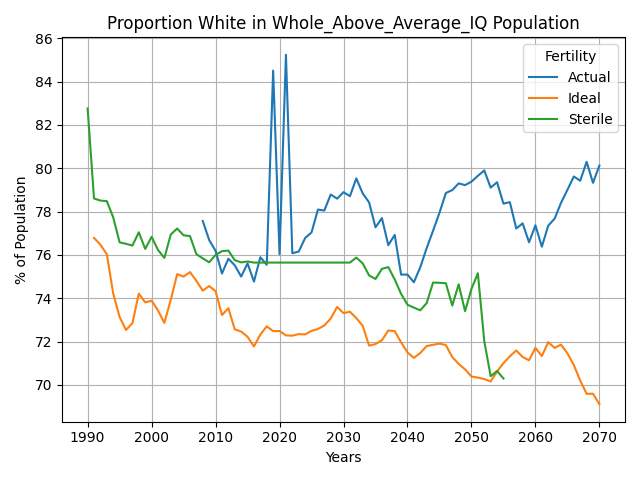 Proportion White in Whole_Above_Average_IQ Population
% of Population
86
84
82
80
78
76
74
72
70
Fertility
Actual
Ideal
Sterile
1990
2000
2010
2020
2030
2040
2050
2060
2070
Years